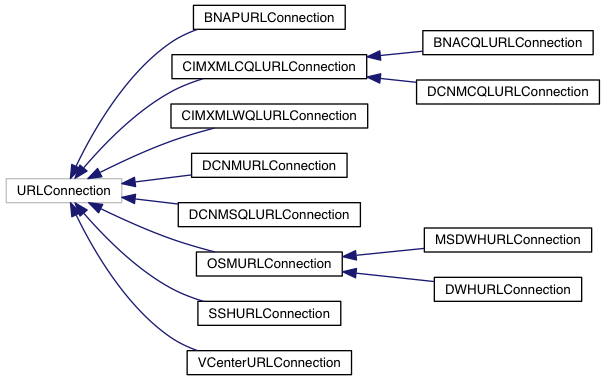 BNAPURLConnection
BNACQLURLConnection
CIMXMLCQLURLConnection
DCNMCQLURLConnection
CIMXMLWQLURLConnection
DCNMURLConnection
URLConnection
DCNMSQLURLConnection
MSDWHURLConnection
OSMURLConnection
DWHURLConnection
SSHURLConnection
VCenterURLConnection